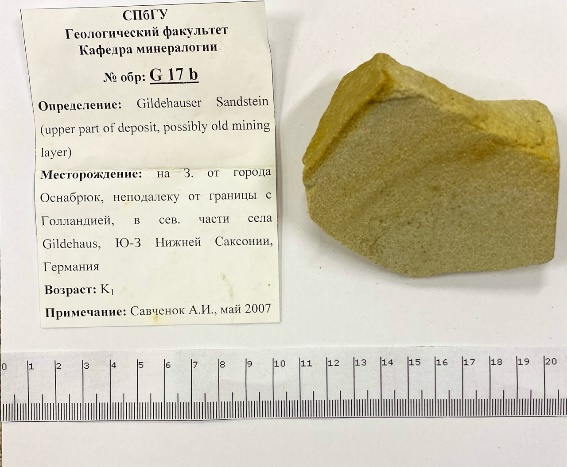 СПбГУ
Геологический факультет
Кафедра минералогии
№ обр: G 17 b
Определение: Gildehauser Sandstein
(upper part of deposit, possibly old mining
layer)
Месторождение: на З. от города
Оснабрюк, неподалеку от границы с
Голландией, в сев. части села
Gildehaus, Ю-З Нижней Саксонии,
Германия
Возраст: K₁
Примечание: Савченок А.И., май 2007
0 1 2 3 4 5 6 7 8 9 10 11 12 13 14 15 16 17 18 19 20